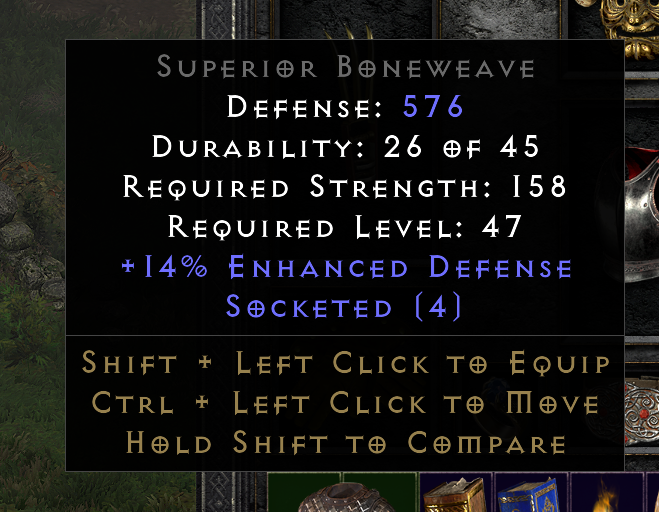 Superior Boneweave
Defense: 576
Durability: 26 of 45
Required Strength: 158
Required Level: 47
+14% Enhanced Defense
Socketed (4)
Shift + Left Click to Equip
Ctrl + Left Click to Move
Hold Shift to Compare